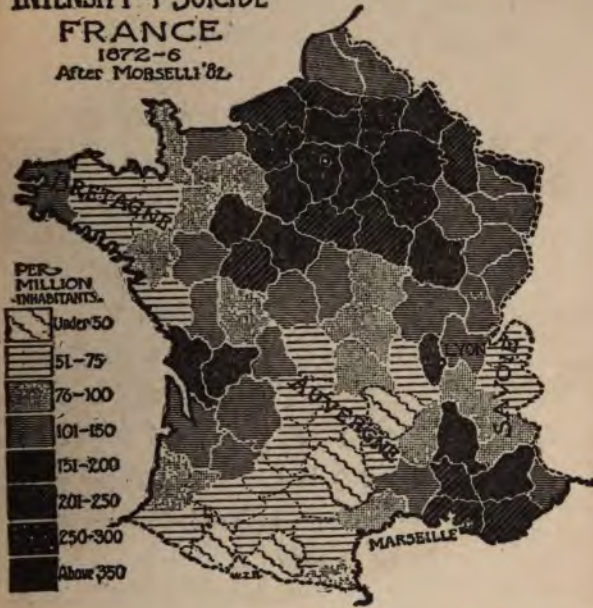 INTENSITY of SUICIDE
FRANCE
1872-6
After MORSELLI '82
BRETAGNE
PER
MILLION
INHABITANTS
Under 50
51-75
76-100
101-150
151-200
201-250
250-300
Above 350
LYON
SAVOIE
AUVERGNE
MARSEILLE